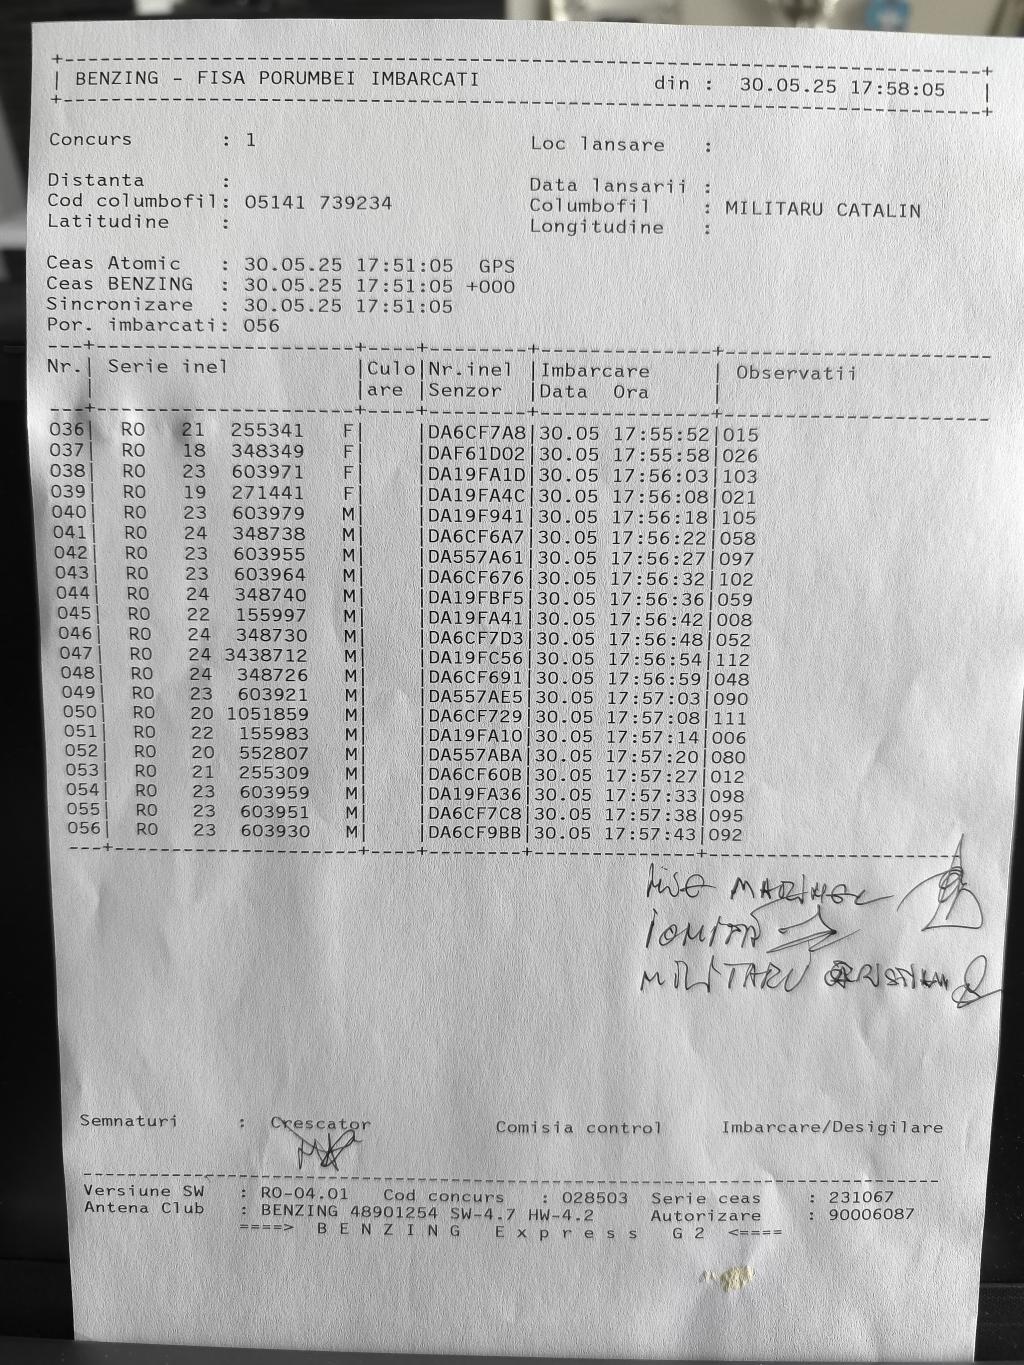 BENZING - FISA PORUMBEI IMBARCATI din : 30.05.25 17:58:05
Concurs : 1 Loc lansare :
Distanta : Data lansarii :
Cod columbofil: 05141 739234 Columbofil : MILITARU CATALIN
Latitudine : Longitudine :
Ceas Atomic : 30.05.25 17:51:05 GPS
Ceas BENZING : 30.05.25 17:51:05 +000
Sincronizare : 30.05.25 17:51:05
Por. imbarcati: 056
Nr.| Serie inel |Culo|Nr.inel |Imbarcare | Observatii
| |are |Senzor |Data Ora |
036| RO 21 255341 F| |DA6CF7A8|30.05 17:55:52|015
037| RO 18 348349 F| |DAF61D02|30.05 17:55:58|026
038| RO 23 603971 F| |DA19FA1D|30.05 17:56:03|103
039| RO 19 271441 F| |DA19FA4C|30.05 17:56:08|021
040| RO 23 603979 M| |DA19F941|30.05 17:56:18|105
041| RO 24 348738 M| |DA6CF6A7|30.05 17:56:22|058
042| RO 23 603955 M| |DA557A61|30.05 17:56:27|097
043| RO 23 603964 M| |DA6CF676|30.05 17:56:32|102
044| RO 24 348740 M| |DA19FBF5|30.05 17:56:36|059
045| RO 22 155997 M| |DA19FA41|30.05 17:56:42|008
046| RO 24 348730 M| |DA6CF7D3|30.05 17:56:48|052
047| RO 24 3438712 M| |DA19FC56|30.05 17:56:54|112
048| RO 24 348726 M| |DA6CF691|30.05 17:56:59|048
049| RO 23 603921 M| |DA557AE5|30.05 17:57:03|090
050| RO 20 1051859 M| |DA6CF729|30.05 17:57:08|111
051| RO 22 155983 M| |DA19FA10|30.05 17:57:14|006
052| RO 20 552807 M| |DA557ABA|30.05 17:57:20|080
053| RO 21 255309 M| |DA6CF60B|30.05 17:57:27|012
054| RO 23 603959 M| |DA19FA36|30.05 17:57:33|098
055| RO 23 603951 M| |DA6CF7C8|30.05 17:57:38|095
056| RO 23 603930 M| |DA6CF9BB|30.05 17:57:43|092
MARINEL
IONITA
MILITARU CRISTIAN
Semnaturi : Crescator Comisia control Imbarcare/Desigilare
Versiune SW : RO-04.01 Cod concurs : 028503 Serie ceas : 231067
Antena Club : BENZING 48901254 SW-4.7 HW-4.2 Autorizare : 90006087
====> B E N Z I N G E x p r e s s G 2 <====